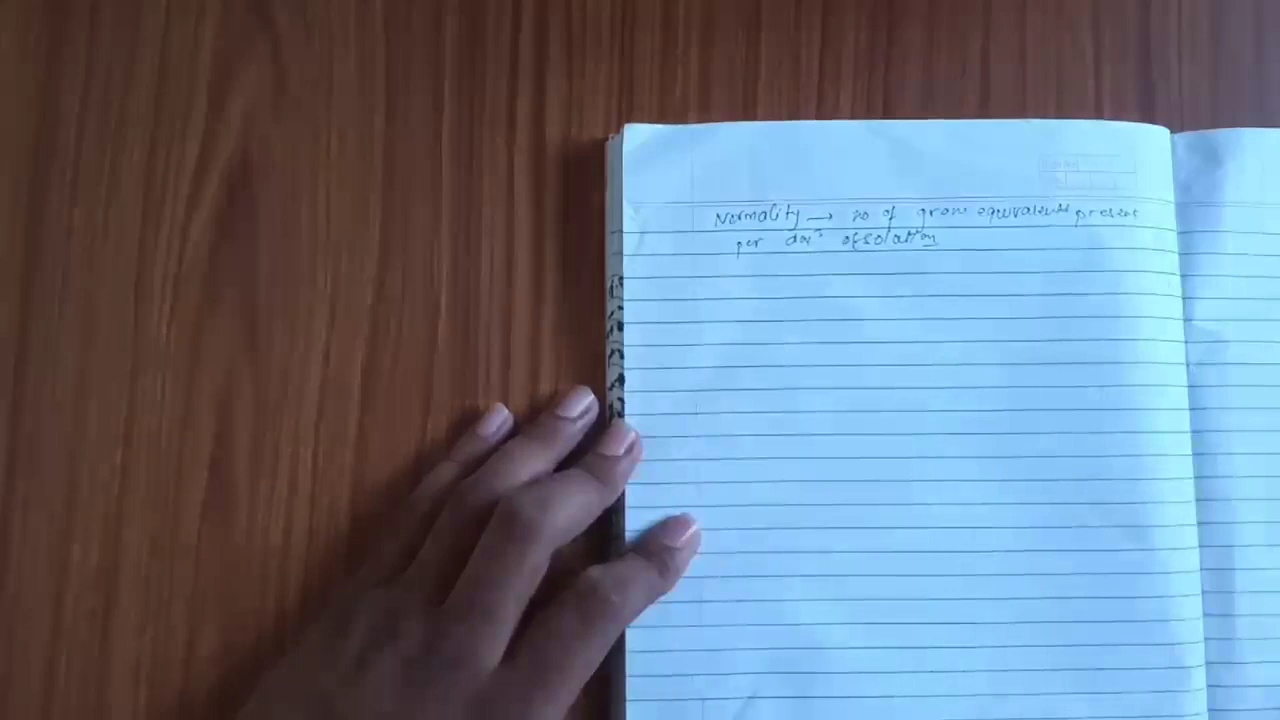 Normality → no of gram equivalents present
per dm³ of solution